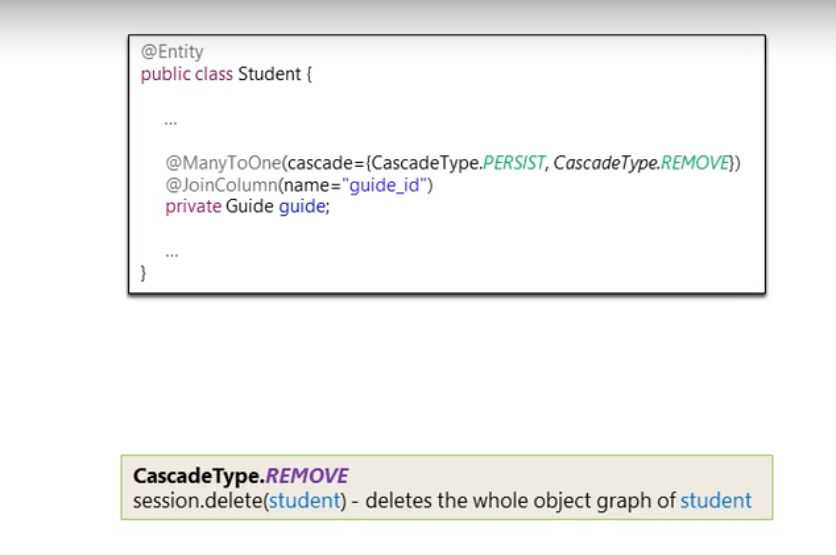 @Entity
public class Student {
...
@ManyToOne(cascade={CascadeType.PERSIST, CascadeType.REMOVE})
@JoinColumn(name="guide_id")
private Guide guide;
...
}
CascadeType.REMOVE
session.delete(student) - deletes the whole object graph of student